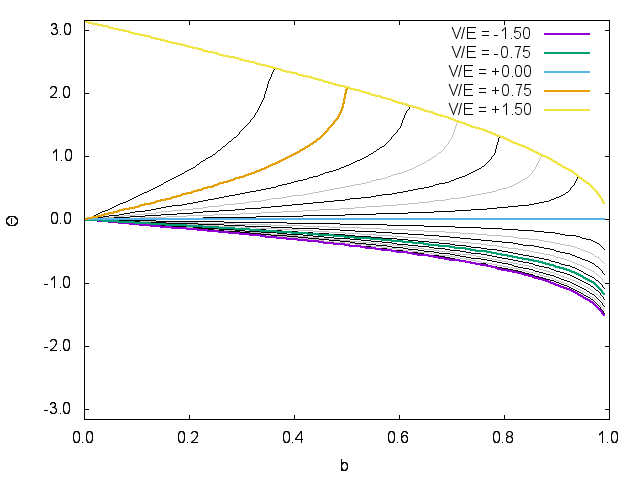 V/E = -1.50
V/E = -0.75
V/E = +0.00
V/E = +0.75
V/E = +1.50
3.0
2.0
1.0
0.0
-1.0
-2.0
-3.0
Θ
0.0 0.2 0.4 0.6 0.8 1.0
b